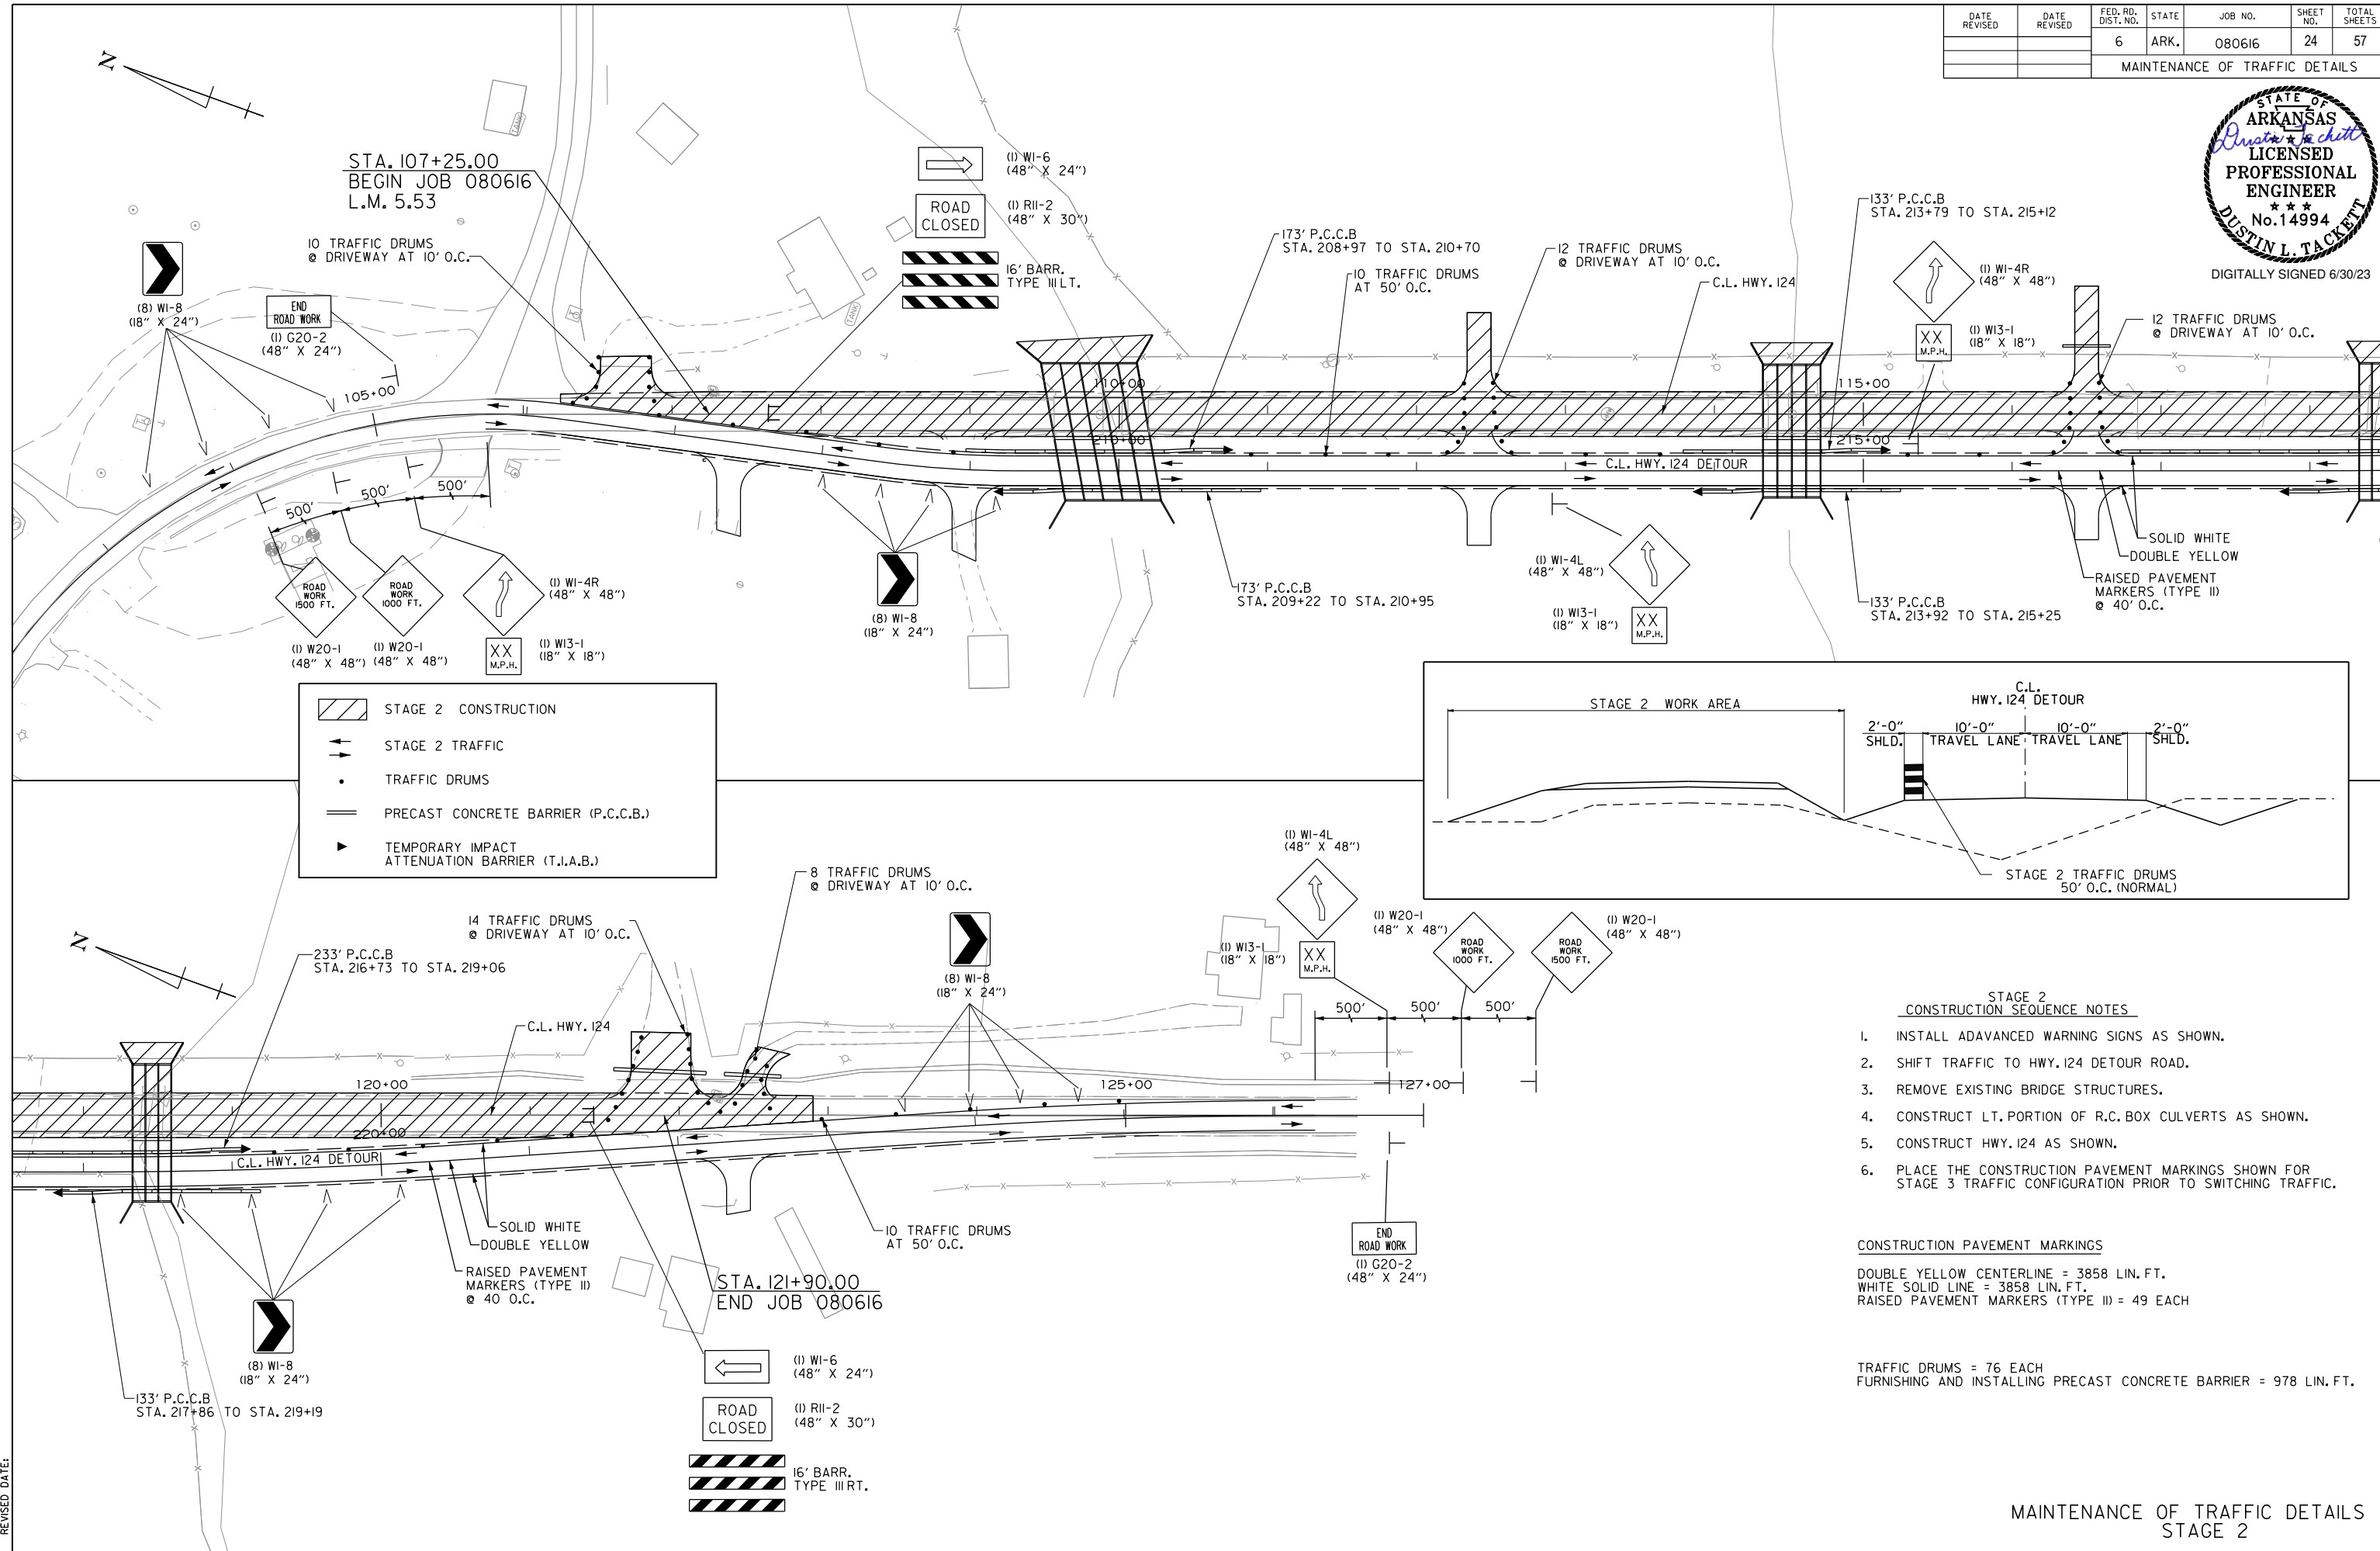 DATE REVISED
DATE REVISED
FED. RD. DIST. NO.
STATE
JOB NO.
SHEET NO.
TOTAL SHEETS
6
ARK.
080616
24
57
MAINTENANCE OF TRAFFIC DETAILS
STATE OF
ARKANSAS
Dustin Tackett
LICENSED
PROFESSIONAL
ENGINEER
No.14994
DUSTIN L. TACKETT
DIGITALLY SIGNED 6/30/23
N
STA. 107+25.00
BEGIN JOB 080616
L.M. 5.53
10 TRAFFIC DRUMS
@ DRIVEWAY AT 10' O.C.
(8) W1-8
(18" X 24")
END
ROAD WORK
(1) G20-2
(48" X 24")
TANK
TANK
(1) W1-6
(48" X 24")
ROAD
CLOSED
(1) R11-2
(48" X 30")
16' BARR.
TYPE III LT.
173' P.C.C.B
STA. 208+97 TO STA. 210+70
10 TRAFFIC DRUMS
AT 50' O.C.
12 TRAFFIC DRUMS
@ DRIVEWAY AT 10' O.C.
C.L. HWY. 124
133' P.C.C.B
STA. 213+79 TO STA. 215+12
(1) W1-4R
(48" X 48")
XX
M.P.H.
(1) W13-1
(18" X 18")
12 TRAFFIC DRUMS
@ DRIVEWAY AT 10' O.C.
105+00
110+00
115+00
210+00
215+00
C.L. HWY. 124 DETOUR
500'
500'
500'
ROAD
WORK
1500 FT.
ROAD
WORK
1000 FT.
(1) W20-1
(48" X 48")
(1) W20-1
(48" X 48")
(1) W1-4R
(48" X 48")
XX
M.P.H.
(1) W13-1
(18" X 18")
(8) W1-8
(18" X 24")
173' P.C.C.B
STA. 209+22 TO STA. 210+95
(1) W1-4L
(48" X 48")
(1) W13-1
(18" X 18")
XX
M.P.H.
133' P.C.C.B
STA. 213+92 TO STA. 215+25
SOLID WHITE
DOUBLE YELLOW
RAISED PAVEMENT
MARKERS (TYPE II)
@ 40' O.C.
STAGE 2 CONSTRUCTION
STAGE 2 TRAFFIC
TRAFFIC DRUMS
PRECAST CONCRETE BARRIER (P.C.C.B.)
TEMPORARY IMPACT
ATTENUATION BARRIER (T.I.A.B.)
STAGE 2 WORK AREA
C.L.
HWY. 124 DETOUR
2'-0"
SHLD.
10'-0"
TRAVEL LANE
10'-0"
TRAVEL LANE
2'-0"
SHLD.
STAGE 2 TRAFFIC DRUMS
50' O.C. (NORMAL)
N
233' P.C.C.B
STA. 216+73 TO STA. 219+06
14 TRAFFIC DRUMS
@ DRIVEWAY AT 10' O.C.
8 TRAFFIC DRUMS
@ DRIVEWAY AT 10' O.C.
C.L. HWY. 124
(8) W1-8
(18" X 24")
(1) W1-4L
(48" X 48")
(1) W13-1
(18" X 18")
XX
M.P.H.
(1) W20-1
(48" X 48")
ROAD
WORK
1000 FT.
ROAD
WORK
1500 FT.
(1) W20-1
(48" X 48")
500'
500'
500'
120+00
125+00
127+00
220+00
C.L. HWY. 124 DETOUR
SOLID WHITE
DOUBLE YELLOW
RAISED PAVEMENT
MARKERS (TYPE II)
@ 40 O.C.
10 TRAFFIC DRUMS
AT 50' O.C.
STA. 121+90.00
END JOB 080616
END
ROAD WORK
(1) G20-2
(48" X 24")
(8) W1-8
(18" X 24")
133' P.C.C.B
STA. 217+86 TO STA. 219+19
(1) W1-6
(48" X 24")
ROAD
CLOSED
(1) R11-2
(48" X 30")
16' BARR.
TYPE III RT.
STAGE 2
CONSTRUCTION SEQUENCE NOTES
1. INSTALL ADAVANCED WARNING SIGNS AS SHOWN.
2. SHIFT TRAFFIC TO HWY. 124 DETOUR ROAD.
3. REMOVE EXISTING BRIDGE STRUCTURES.
4. CONSTRUCT LT. PORTION OF R.C. BOX CULVERTS AS SHOWN.
5. CONSTRUCT HWY. 124 AS SHOWN.
6. PLACE THE CONSTRUCTION PAVEMENT MARKINGS SHOWN FOR
STAGE 3 TRAFFIC CONFIGURATION PRIOR TO SWITCHING TRAFFIC.
CONSTRUCTION PAVEMENT MARKINGS
DOUBLE YELLOW CENTERLINE = 3858 LIN. FT.
WHITE SOLID LINE = 3858 LIN. FT.
RAISED PAVEMENT MARKERS (TYPE II) = 49 EACH
TRAFFIC DRUMS = 76 EACH
FURNISHING AND INSTALLING PRECAST CONCRETE BARRIER = 978 LIN. FT.
REVISED DATE:
MAINTENANCE OF TRAFFIC DETAILS
STAGE 2